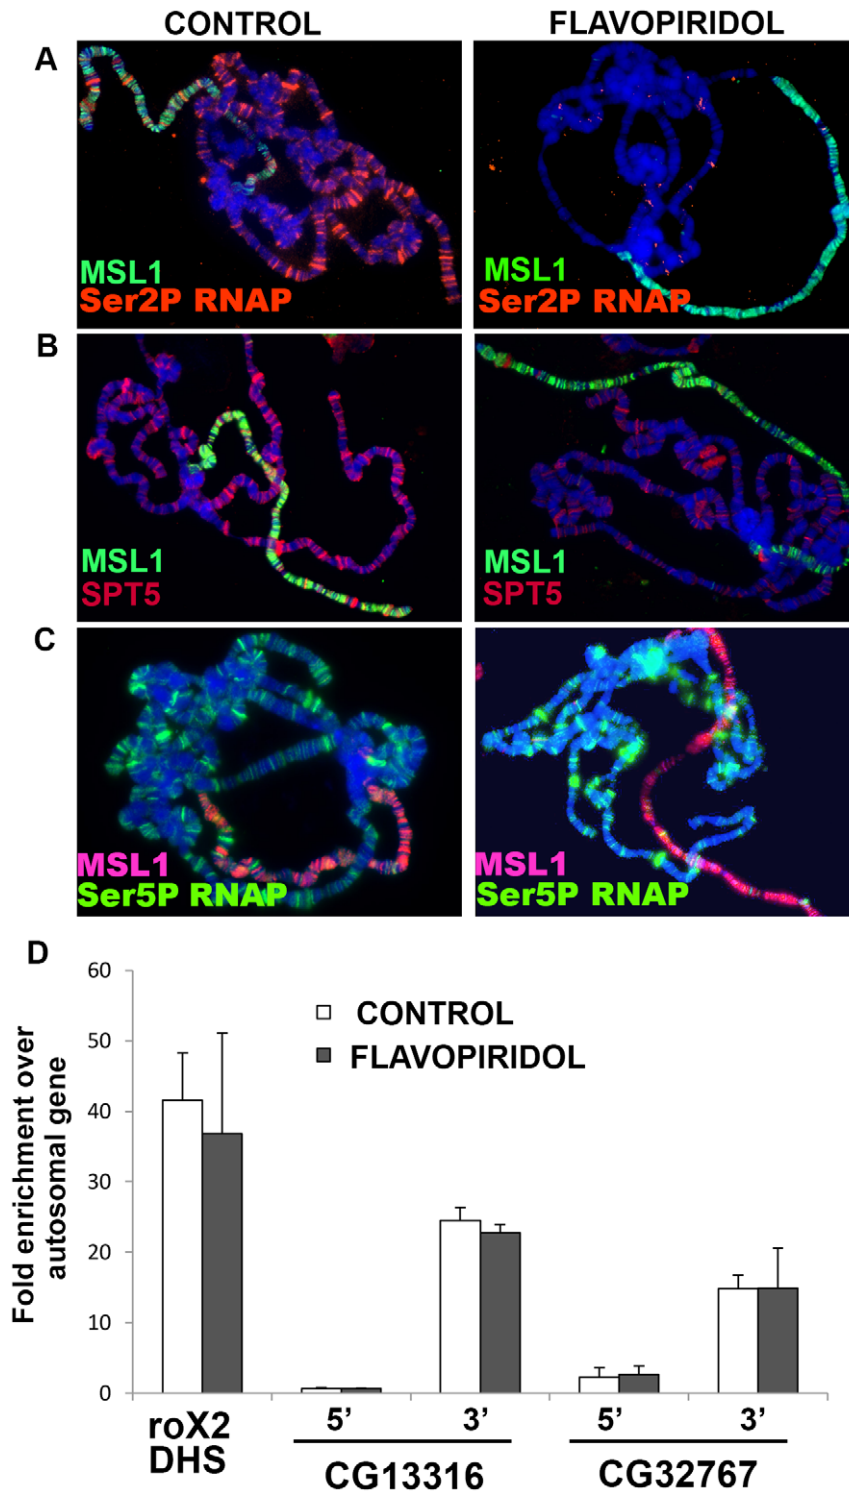 CONTROL FLAVOPIRIDOL
A
MSL1
Ser2P RNAP
MSL1
Ser2P RNAP
B
MSL1
SPT5
MSL1
SPT5
C
MSL1
Ser5P RNAP
MSL1
Ser5P RNAP
D
Fold enrichment over
autosomal gene
60
50
40
30
20
10
0
CONTROL
FLAVOPIRIDOL
roX2
DHS
5’ 3’ 5’ 3’
CG13316 CG32767